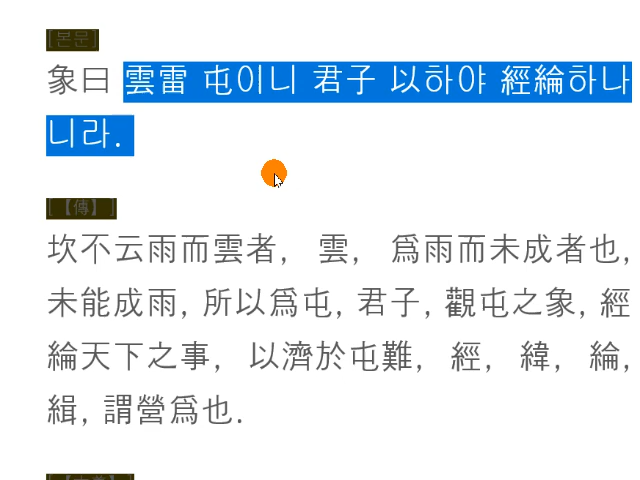 [본문]
象曰 雲雷 屯이니 君子 以하야 經綸하나
니라.
[【傳】]
坎不云雨而雲者, 雲, 爲雨而未成者也,
未能成雨, 所以爲屯, 君子, 觀屯之象, 經
綸天下之事, 以濟於屯難, 經, 緯, 綸,
緝, 謂營爲也.